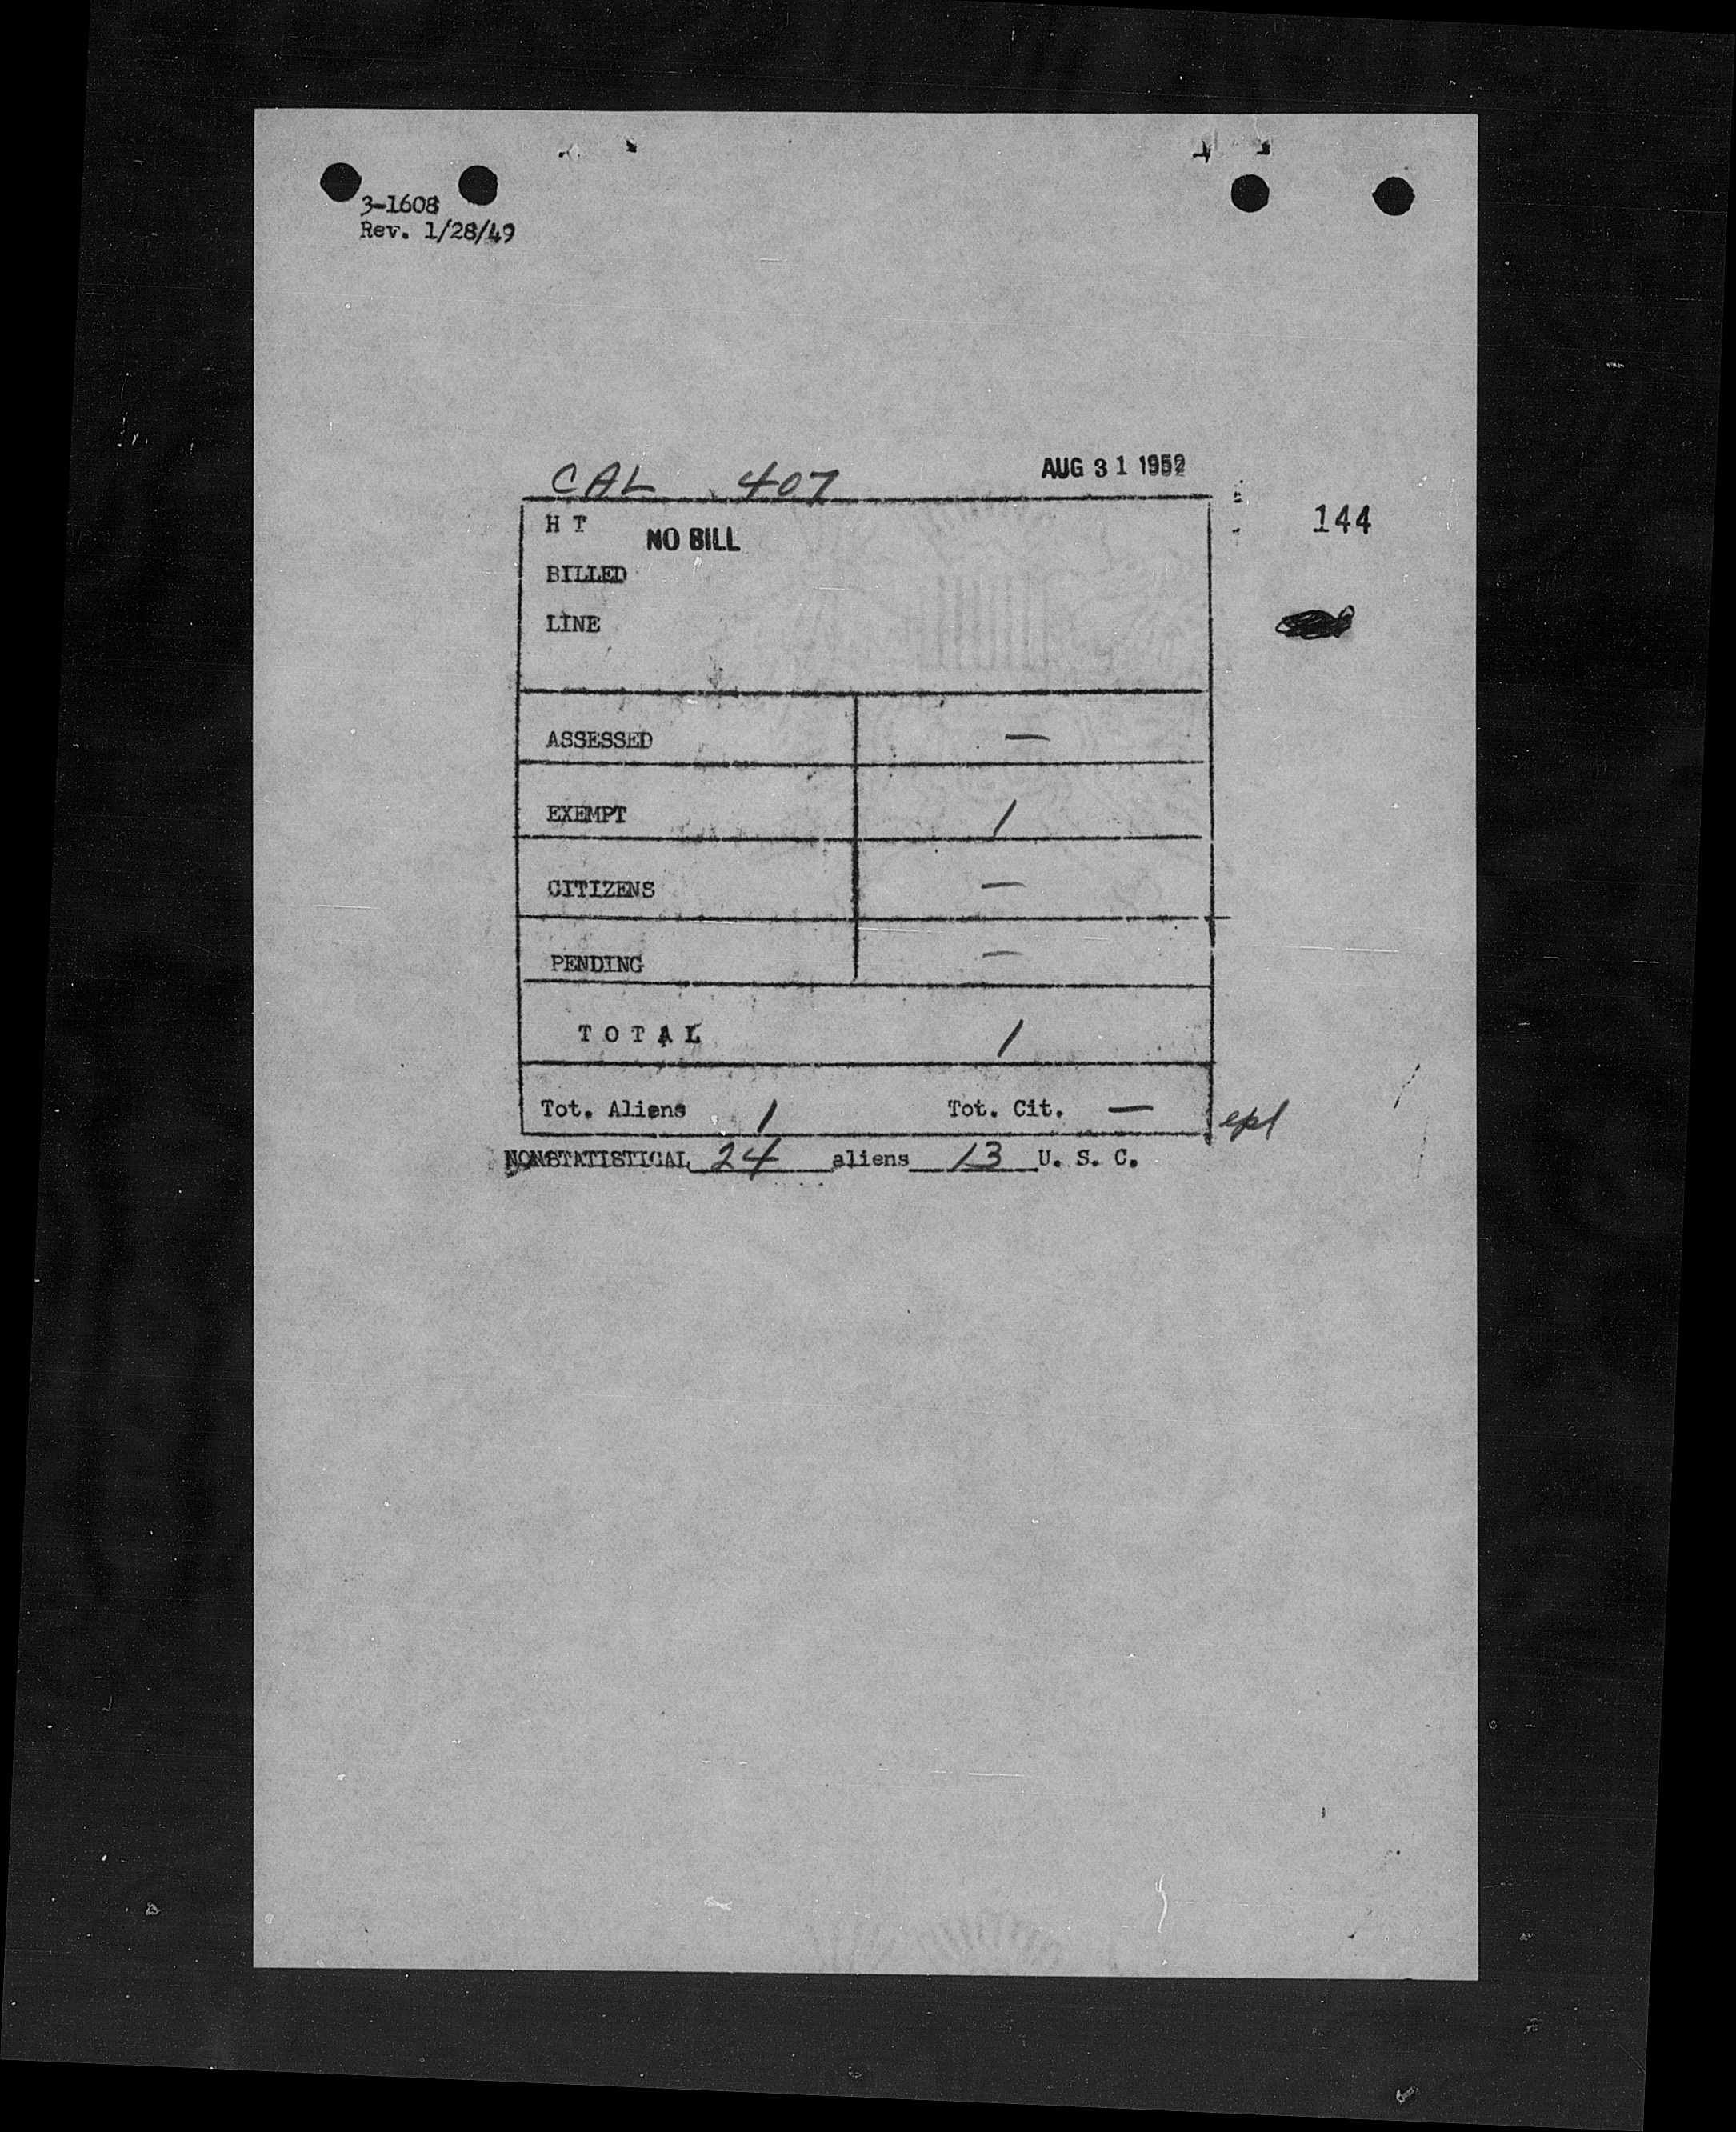 3-1608
Rev. 1/28/49
CAL 407 AUG 31 1952
144
H T NO BILL
BILLED
LINE
ASSESSED —
EXEMPT 1
CITIZENS —
PENDING —
TOTAL 1
Tot. Aliens 1 Tot. Cit. —
epl
NONSTATISTICAL 24 aliens 13 U. S. C.